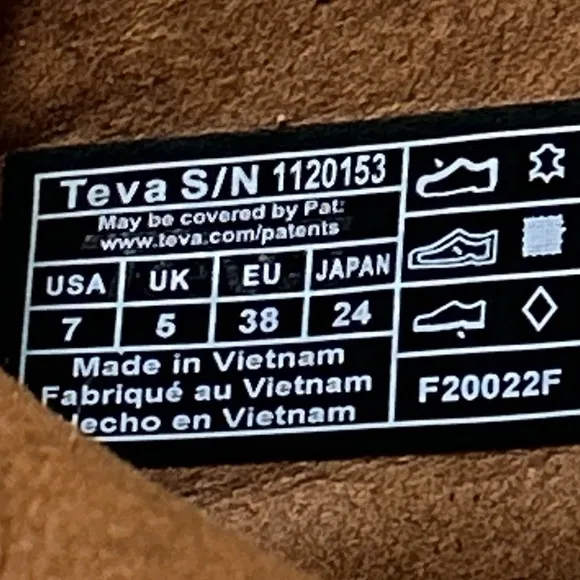 Teva S/N 1120153
May be covered by Pat:
www.teva.com/patents
USA UK EU JAPAN
7 5 38 24
Made in Vietnam
Fabriqué au Vietnam
Hecho en Vietnam
F20022F